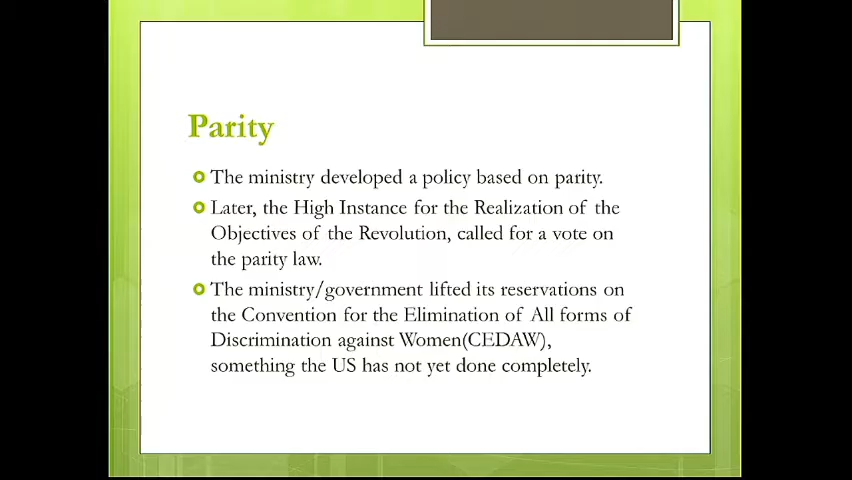 Parity
The ministry developed a policy based on parity.
Later, the High Instance for the Realization of the
Objectives of the Revolution, called for a vote on
the parity law.
The ministry/government lifted its reservations on
the Convention for the Elimination of All forms of
Discrimination against Women(CEDAW),
something the US has not yet done completely.